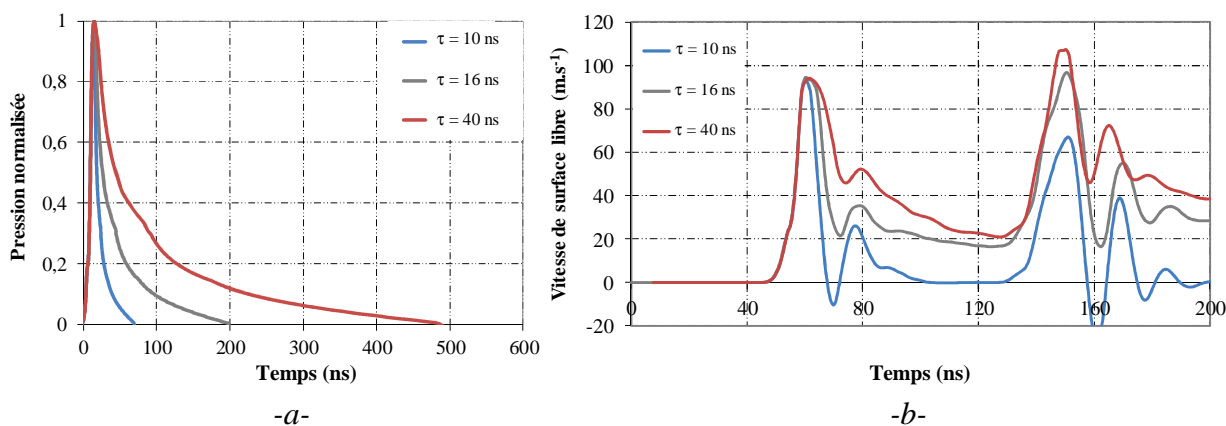 Pression normalisée
1
0,8
0,6
0,4
0,2
0
0 100 200 300 400 500 600
Temps (ns)
τ = 10 ns
τ = 16 ns
τ = 40 ns
-a-
Vitesse de surface libre (m.s-1)
120
100
80
60
40
20
0
-20
0 40 80 120 160 200
Temps (ns)
τ = 10 ns
τ = 16 ns
τ = 40 ns
-b-